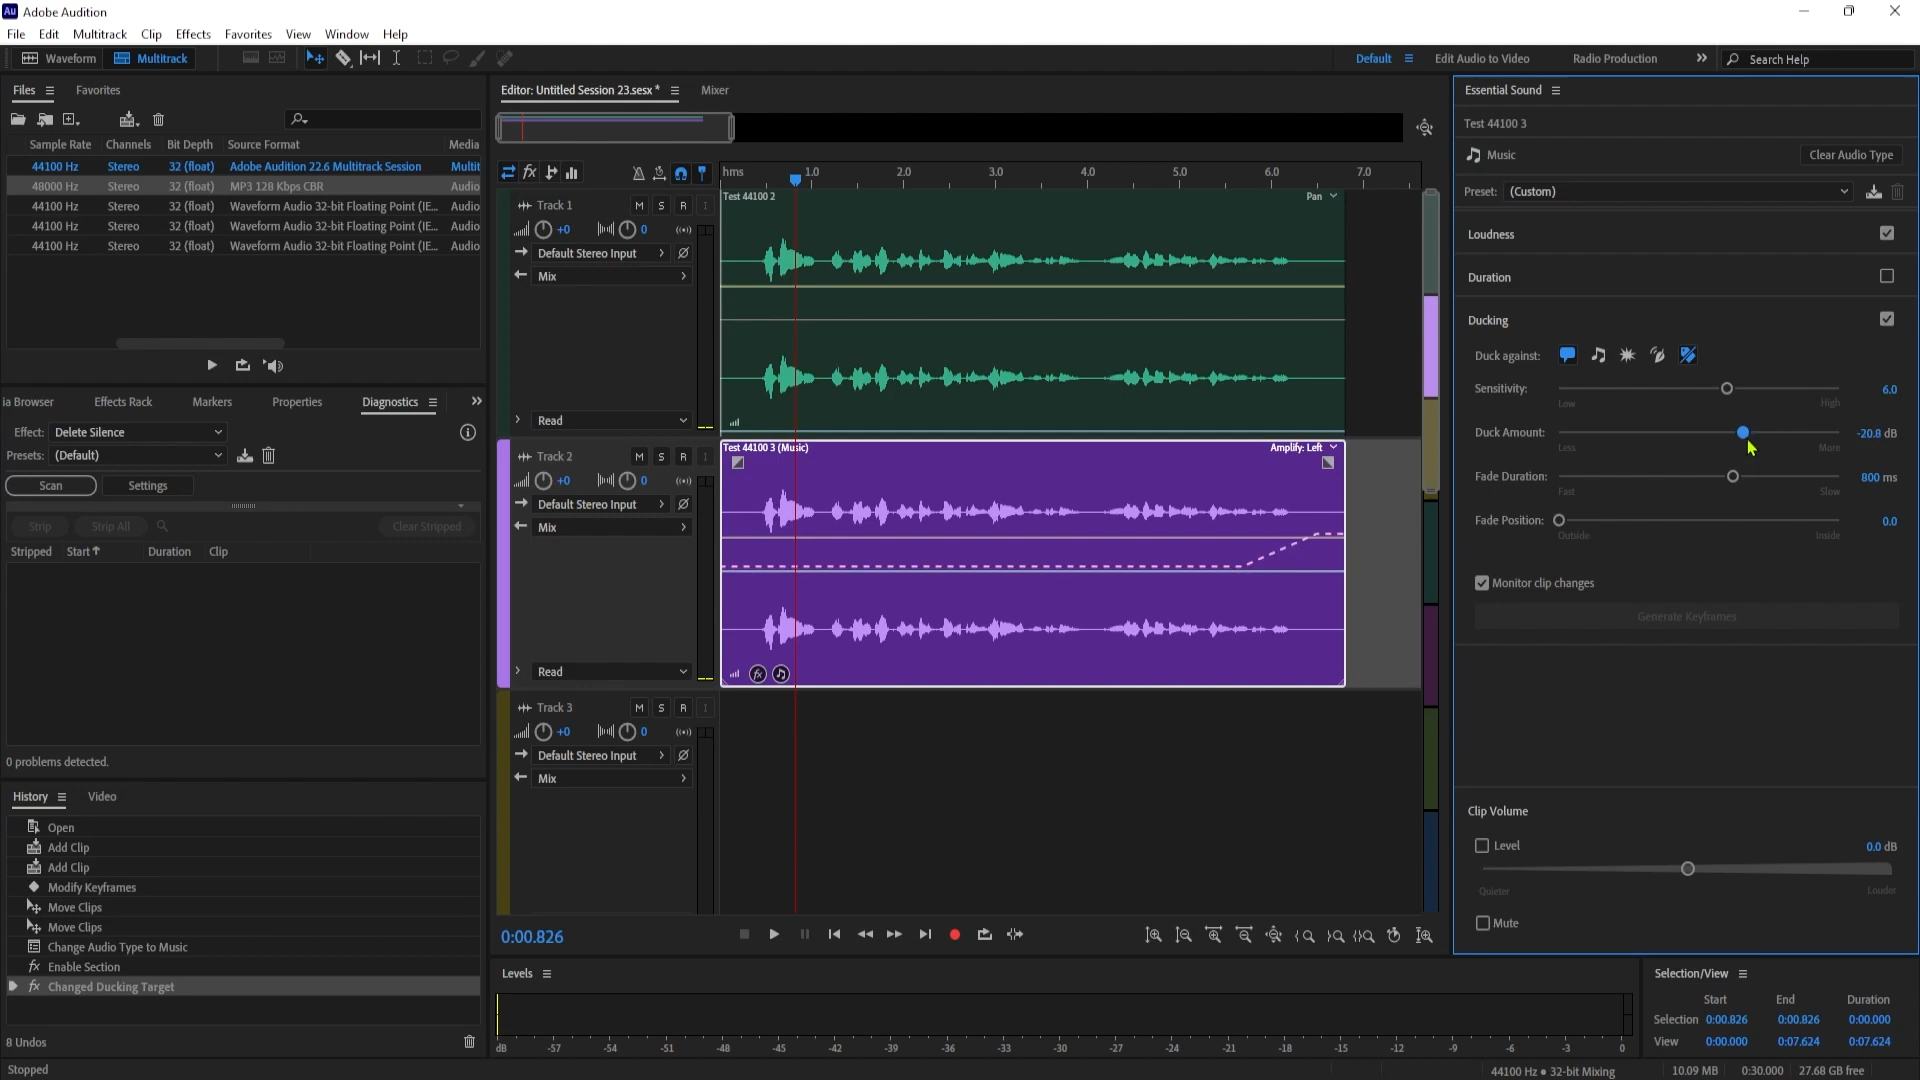 Au Adobe Audition
File Edit Multitrack Clip Effects Favorites View Window Help
Waveform Multitrack
Default Edit Audio to Video Radio Production Search Help
Files Favorites
Sample Rate Channels Bit Depth Source Format Media
44100 Hz Stereo 32 (float) Adobe Audition 22.6 Multitrack Session Multit
48000 Hz Stereo 32 (float) MP3 128 Kbps CBR Audio
44100 Hz Stereo 32 (float) Waveform Audio 32-bit Floating Point (IE... Audio
44100 Hz Stereo 32 (float) Waveform Audio 32-bit Floating Point (IE... Audio
44100 Hz Stereo 32 (float) Waveform Audio 32-bit Floating Point (IE... Audio
ia Browser Effects Rack Markers Properties Diagnostics
Effect: Delete Silence
Presets: (Default)
Scan Settings
Strip Strip All Clear Stripped
Stripped Start Duration Clip
0 problems detected.
History Video
Open
Add Clip
Add Clip
Modify Keyframes
Move Clips
Move Clips
Change Audio Type to Music
fx Enable Section
fx Changed Ducking Target
8 Undos
Stopped
Editor: Untitled Session 23.sesx * Mixer
fx
hms 1.0 2.0 3.0 4.0 5.0 6.0 7.0
Track 1 M S R I
+0 0
Default Stereo Input
Mix
Read
Test 44100 2 Pan
Track 2 M S R I
+0 0
Default Stereo Input
Mix
Read
Test 44100 3 (Music) Amplify: Left
fx
Track 3 M S R I
+0 0
Default Stereo Input
Mix
0:00.826
Levels
dB -57 -54 -51 -48 -45 -42 -39 -36 -33 -30 -27 -24 -21 -18 -15 -12 -9 -6 -3 0
Essential Sound
Test 44100 3
Music Clear Audio Type
Preset: (Custom)
Loudness
Duration
Ducking
Duck against:
Sensitivity: 6.0
Low High
Duck Amount: -20.8 dB
Less More
Fade Duration: 800 ms
Fast Slow
Fade Position: 0.0
Outside Inside
Monitor clip changes
Generate Keyframes
Clip Volume
Level 0.0 dB
Quieter Louder
Mute
Selection/View
Start End Duration
Selection 0:00.826 0:00.826 0:00.000
View 0:00.000 0:07.624 0:07.624
44100 Hz • 32-bit Mixing 10.09 MB 0:30.000 27.68 GB free